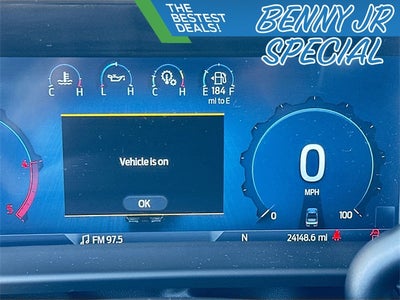 THE
BESTEST
DEALS!
BENNY JR
SPECIAL
C H
L H
C H
E F
184
mi to E
Vehicle is on
OK
0
MPH
0 100
5
FM 97.5
N
24148.6 mi